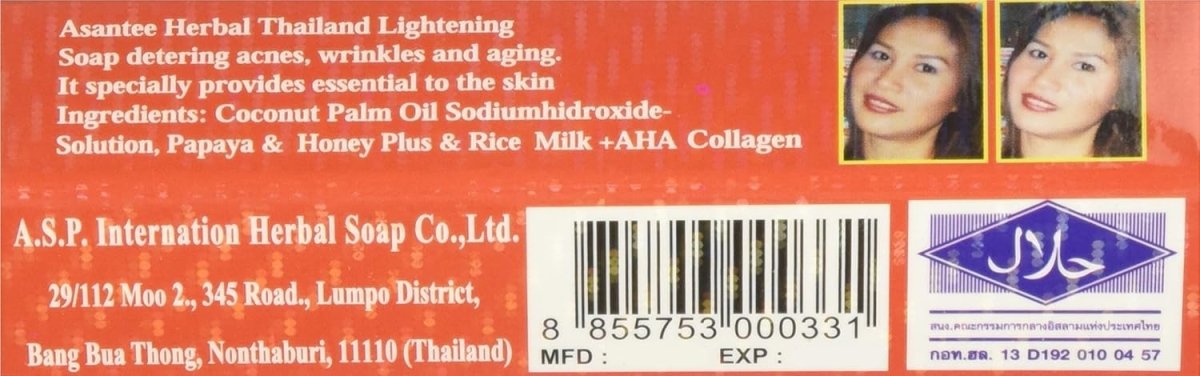 Asantee Herbal Thailand Lightening
Soap detering acnes, wrinkles and aging.
It specially provides essential to the skin
Ingredients: Coconut Palm Oil Sodiumhidroxide-
Solution, Papaya & Honey Plus & Rice Milk +AHA Collagen
A.S.P. Internation Herbal Soap Co.,Ltd.
29/112 Moo 2., 345 Road., Lumpo District,
Bang Bua Thong, Nonthaburi, 11110 (Thailand)
8 855753 000331
MFD : EXP :
حلال
สนง.คณะกรรมการกลางอิสลามแห่งประเทศไทย
กอท.ฮล. 13 D192 010 04 57